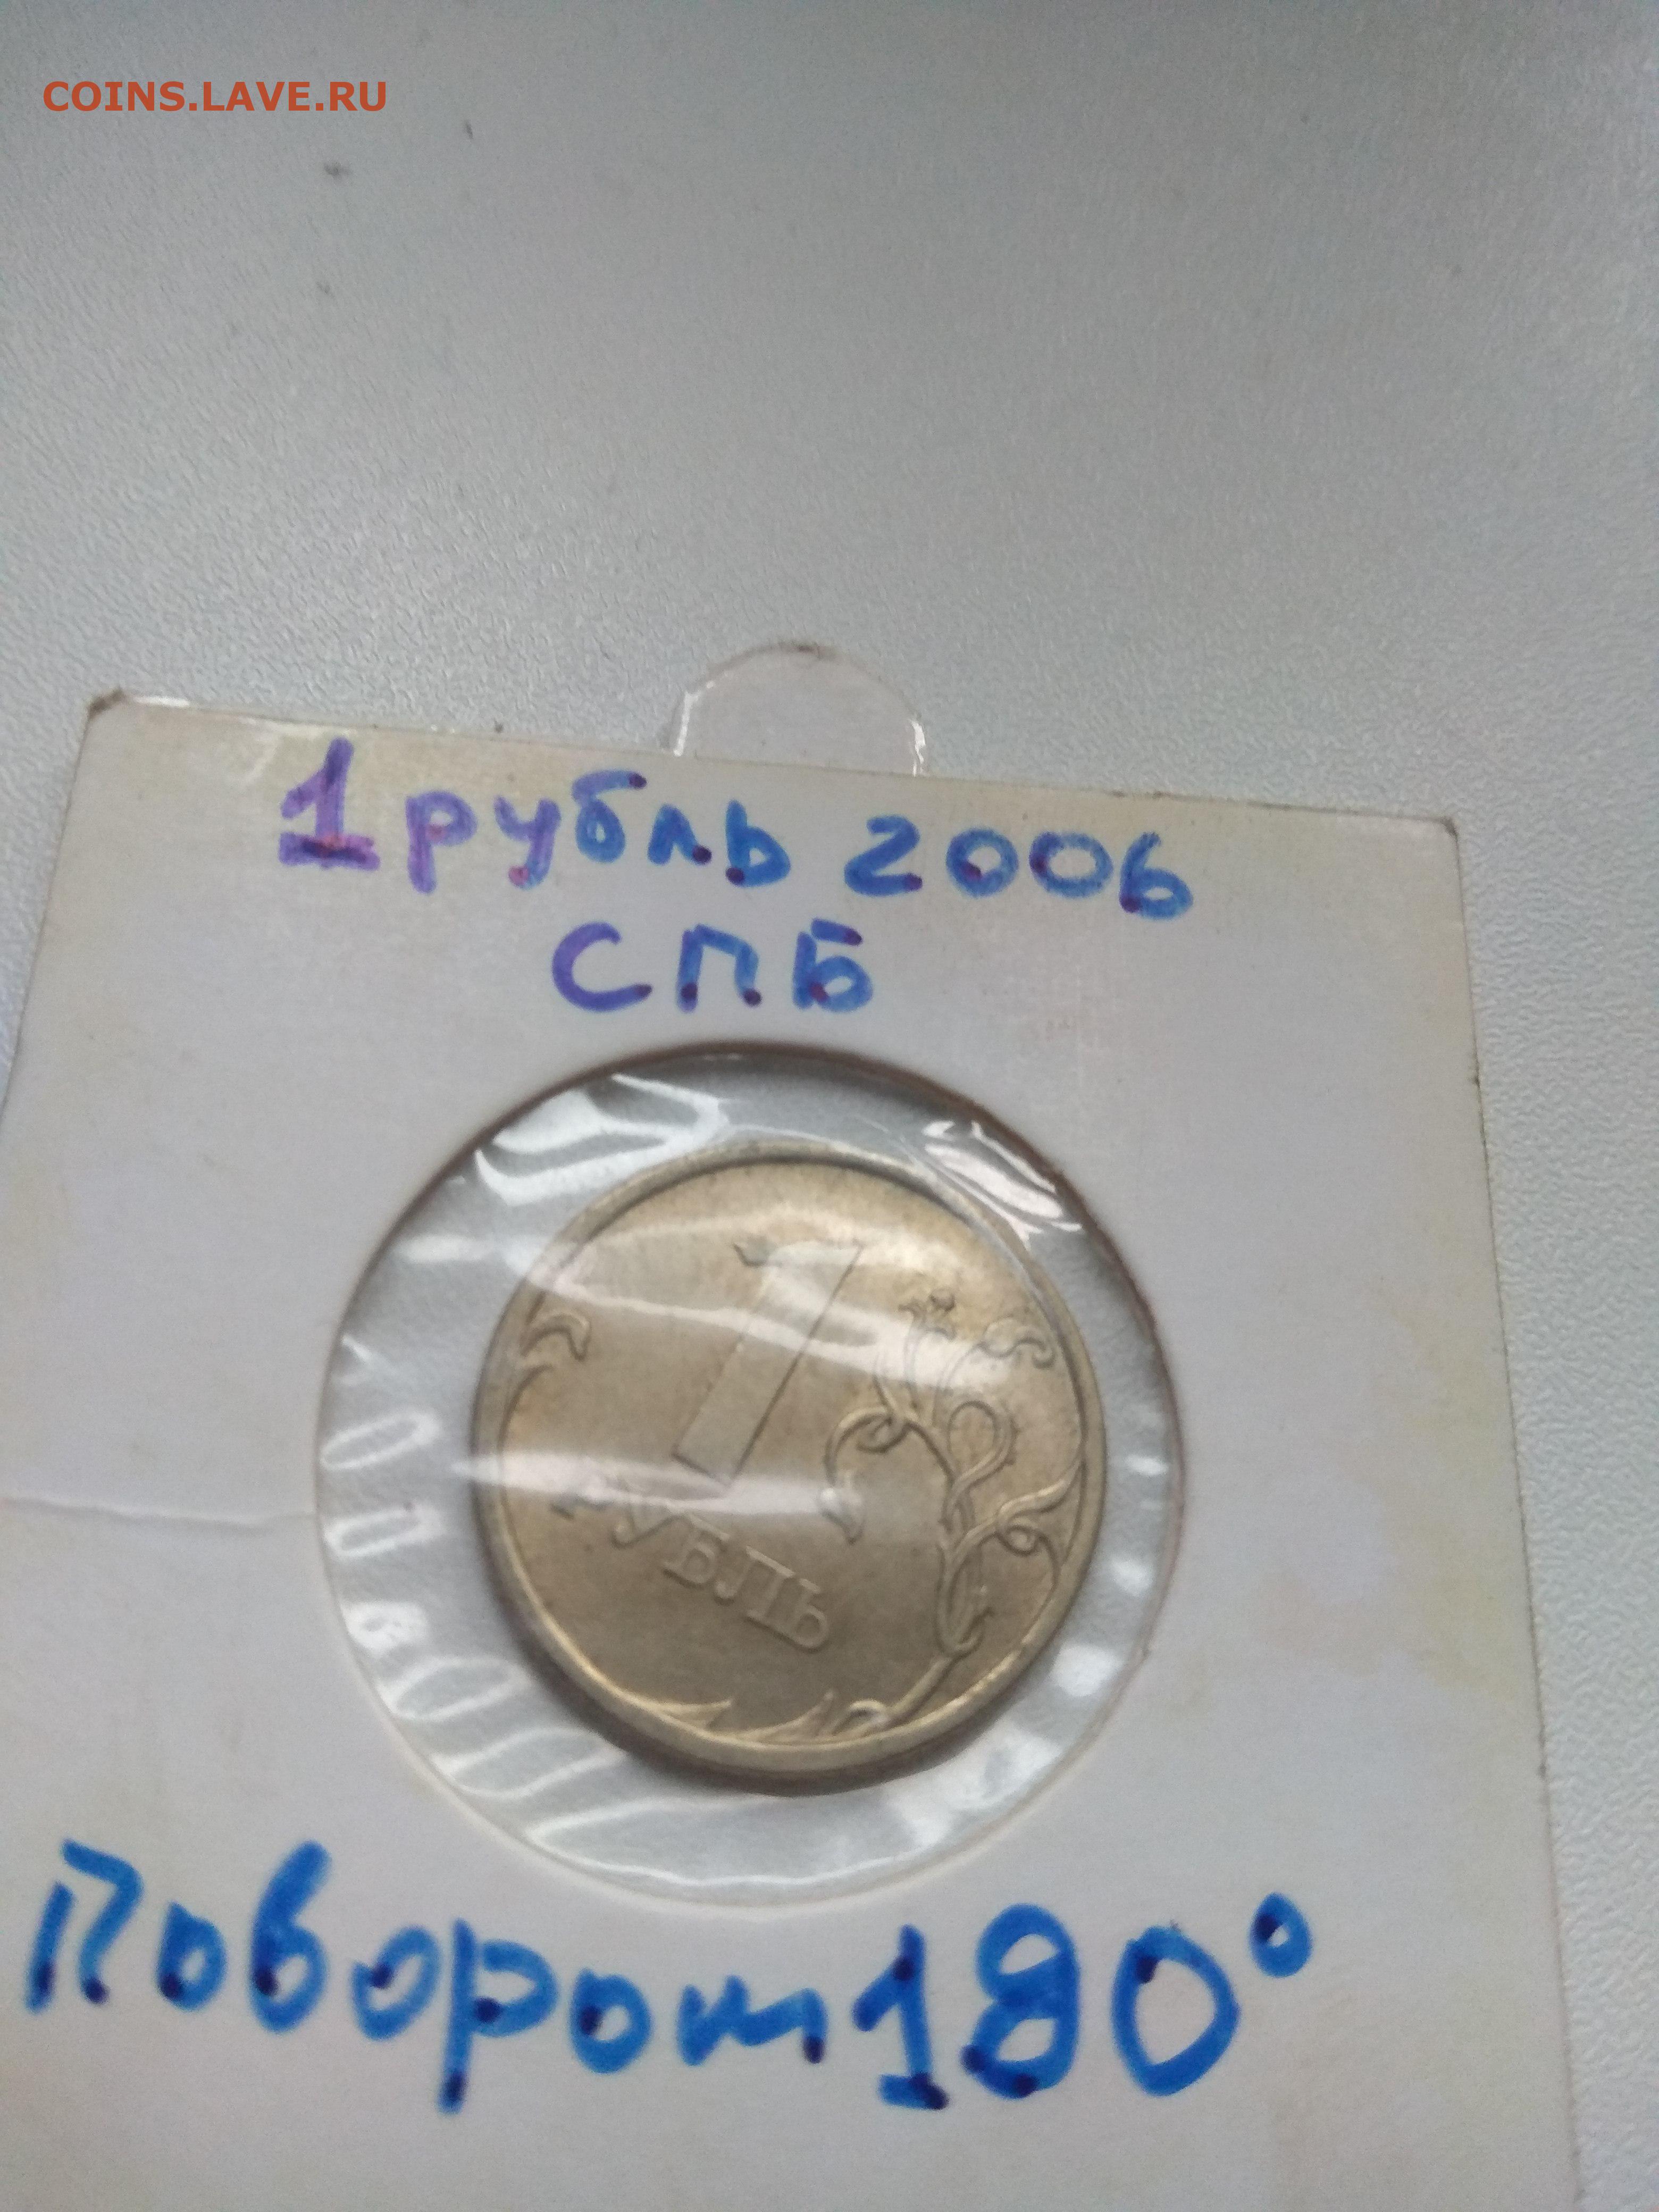 COINS.LAVE.RU
1 рубль 2006
СПБ
1
РУБЛЬ
Поворот 180°